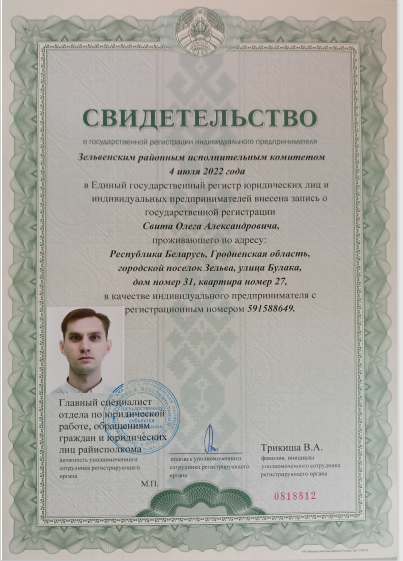 СВИДЕТЕЛЬСТВО
о государственной регистрации индивидуального предпринимателя
Зельвенским районным исполнительным комитетом
4 июля 2022 года
в Единый государственный регистр юридических лиц и
индивидуальных предпринимателей внесена запись о
государственной регистрации
Свита Олега Александровича,
проживающего по адресу:
Республика Беларусь, Гродненская область,
городской поселок Зельва, улица Булака,
дом номер 31, квартира номер 27,
в качестве индивидуального предпринимателя с
регистрационным номером 591588649.
Главный специалист
отдела по юридической
работе, обращениям
граждан и юридических
лиц райисполкома
должность уполномоченного
сотрудника регистрирующего
органа
М.П.
подпись уполномоченного
сотрудника регистрирующего
органа
Трикиша В.А.
фамилия, инициалы
уполномоченного сотрудника
регистрирующего органа
0818812